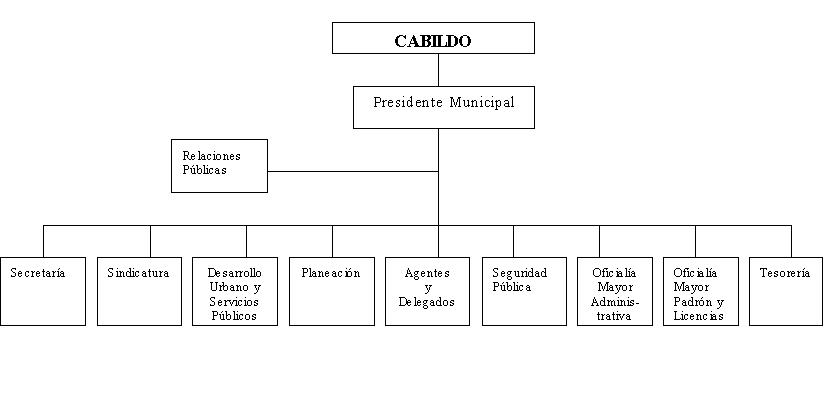 CABILDO
Presidente Municipal
Relaciones
Públicas
Secretaría
Sindicatura
Desarrollo
Urbano y
Servicios
Públicos
Planeación
Agentes
y
Delegados
Seguridad
Pública
Oficialía
Mayor
Adminis-
trativa
Oficialía
Mayor
Padrón y
Licencias
Tesorería